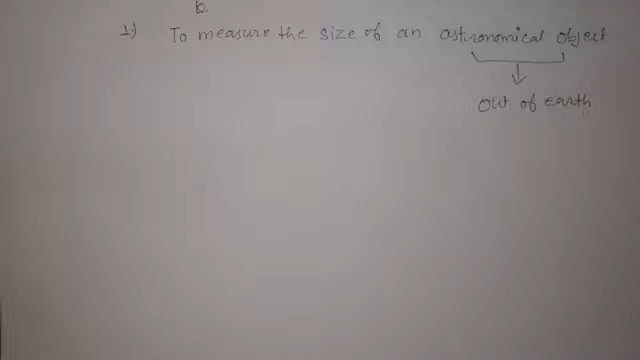 1) To measure the size of an astronomical object
out of earth